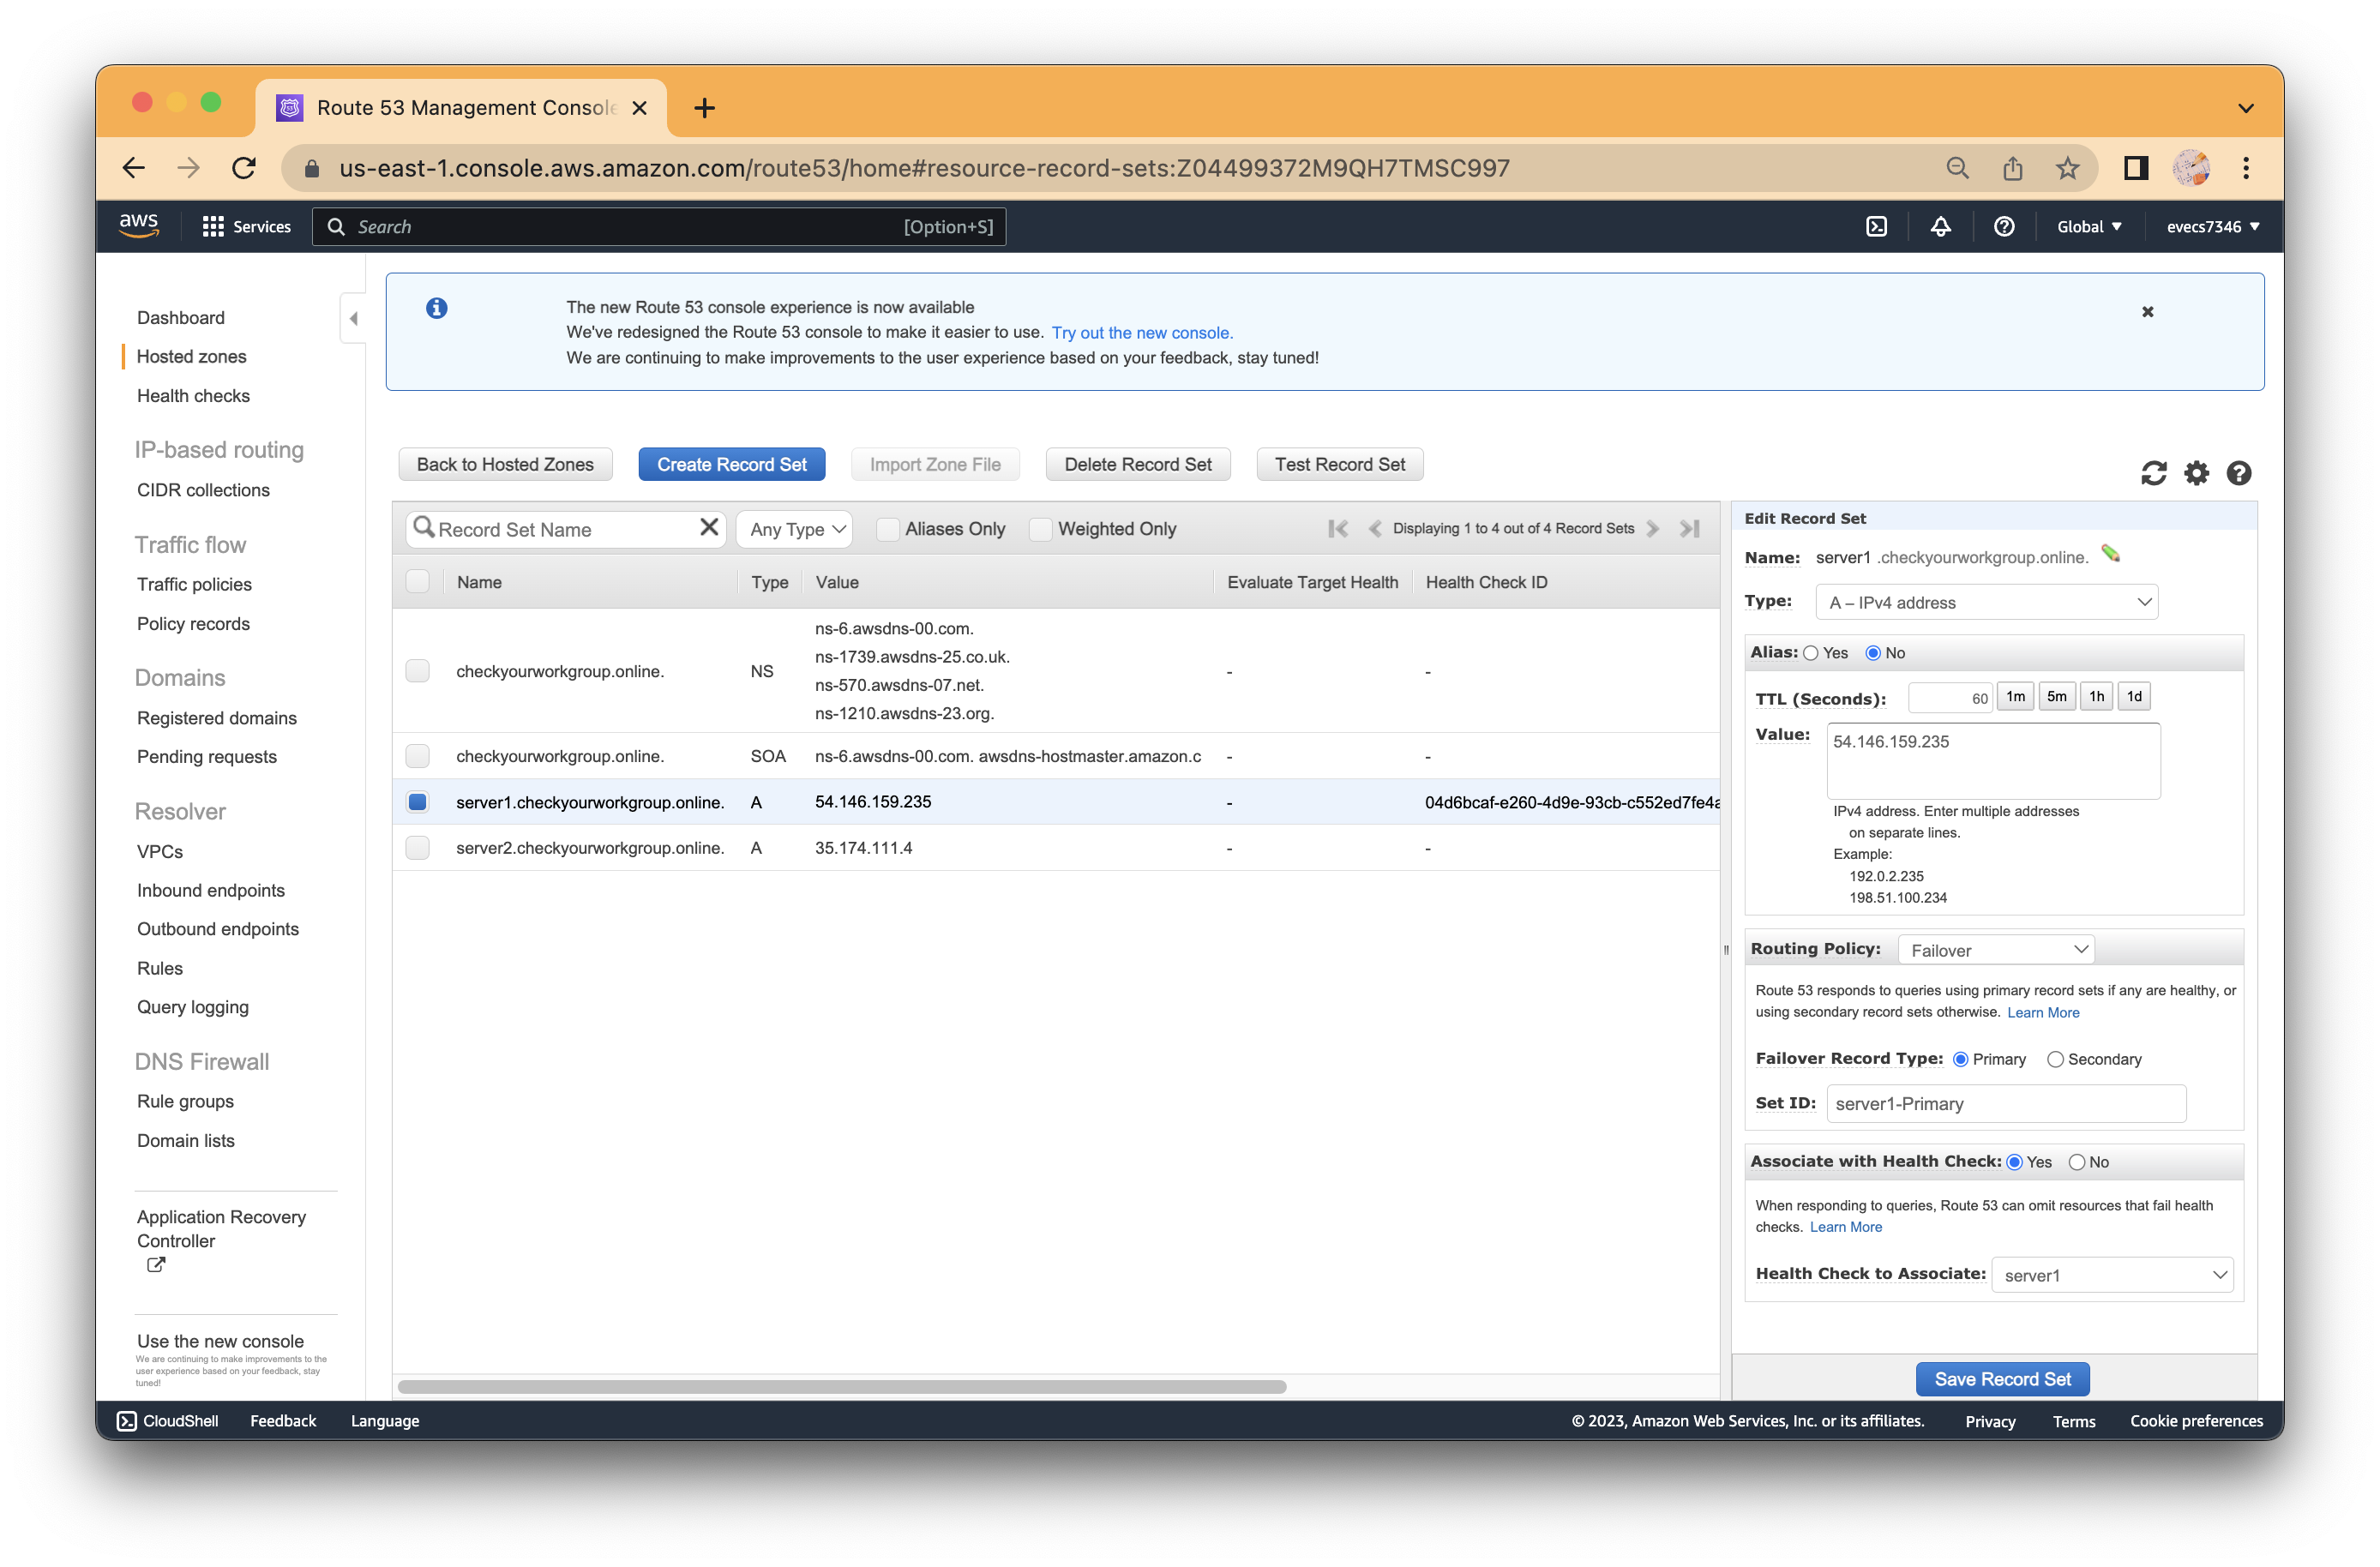 Route 53 Management Console
us-east-1.console.aws.amazon.com/route53/home#resource-record-sets:Z04499372M9QH7TMSC997
aws
Services
Search
[Option+S]
Global
evecs7346
Dashboard
Hosted zones
Health checks
IP-based routing
CIDR collections
Traffic flow
Traffic policies
Policy records
Domains
Registered domains
Pending requests
Resolver
VPCs
Inbound endpoints
Outbound endpoints
Rules
Query logging
DNS Firewall
Rule groups
Domain lists
Application Recovery
Controller
Use the new console
We are continuing to make improvements to the
user experience based on your feedback, stay
tuned!
The new Route 53 console experience is now available
We've redesigned the Route 53 console to make it easier to use. Try out the new console.
We are continuing to make improvements to the user experience based on your feedback, stay tuned!
Back to Hosted Zones
Create Record Set
Import Zone File
Delete Record Set
Test Record Set
Record Set Name
Any Type
Aliases Only
Weighted Only
Displaying 1 to 4 out of 4 Record Sets
Name Type Value Evaluate Target Health Health Check ID
ns-6.awsdns-00.com.
ns-1739.awsdns-25.co.uk.
checkyourworkgroup.online. NS - -
ns-570.awsdns-07.net.
ns-1210.awsdns-23.org.
checkyourworkgroup.online. SOA ns-6.awsdns-00.com. awsdns-hostmaster.amazon.c - -
server1.checkyourworkgroup.online. A 54.146.159.235 - 04d6bcaf-e260-4d9e-93cb-c552ed7fe4a
server2.checkyourworkgroup.online. A 35.174.111.4 - -
Edit Record Set
Name: server1 .checkyourworkgroup.online.
Type: A – IPv4 address
Alias: Yes No
TTL (Seconds): 60 1m 5m 1h 1d
Value: 54.146.159.235
IPv4 address. Enter multiple addresses
on separate lines.
Example:
192.0.2.235
198.51.100.234
Routing Policy: Failover
Route 53 responds to queries using primary record sets if any are healthy, or
using secondary record sets otherwise. Learn More
Failover Record Type: Primary Secondary
Set ID: server1-Primary
Associate with Health Check: Yes No
When responding to queries, Route 53 can omit resources that fail health
checks. Learn More
Health Check to Associate: server1
Save Record Set
CloudShell
Feedback
Language
© 2023, Amazon Web Services, Inc. or its affiliates.
Privacy
Terms
Cookie preferences